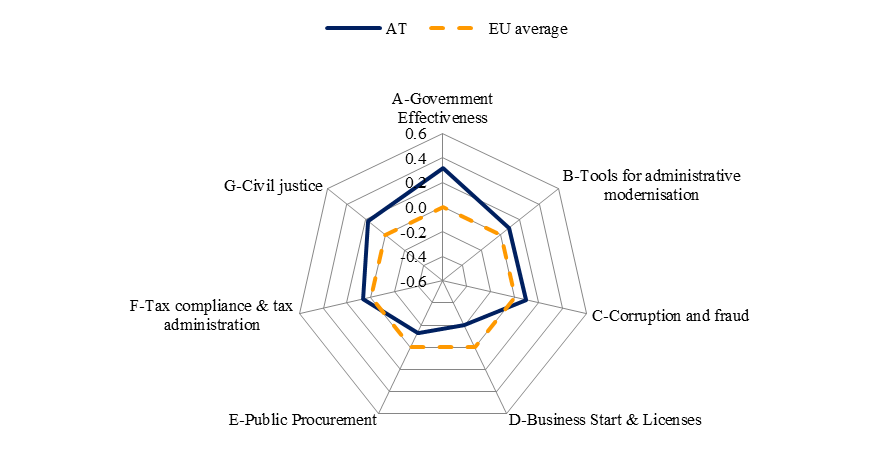 AT
EU average
A-Government
Effectiveness
0.6
0.4
0.2
0.0
-0.2
-0.4
-0.6
B-Tools for administrative
modernisation
G-Civil justice
F-Tax compliance & tax
administration
C-Corruption and fraud
E-Public Procurement
D-Business Start & Licenses